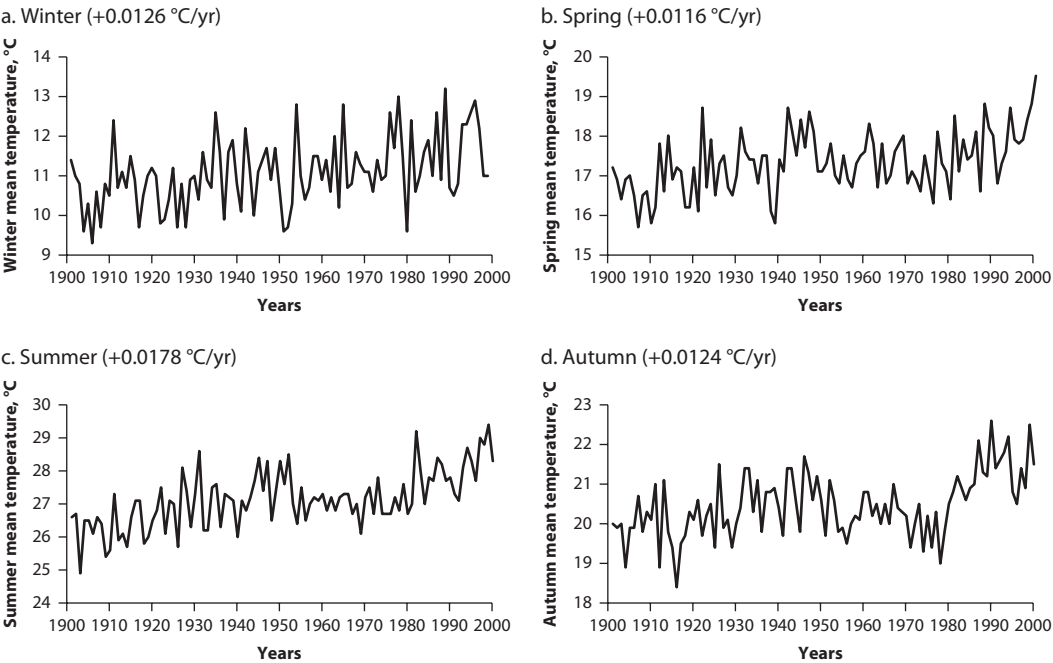 a. Winter (+0.0126 °C/yr)
Winter mean temperature, °C
14
13
12
11
10
9
1900 1910 1920 1930 1940 1950 1960 1970 1980 1990 2000
Years
b. Spring (+0.0116 °C/yr)
Spring mean temperature, °C
20
19
18
17
16
15
1900 1910 1920 1930 1940 1950 1960 1970 1980 1990 2000
Years
c. Summer (+0.0178 °C/yr)
Summer mean temperature, °C
30
29
28
27
26
25
24
1900 1910 1920 1930 1940 1950 1960 1970 1980 1990 2000
Years
d. Autumn (+0.0124 °C/yr)
Autumn mean temperature, °C
23
22
21
20
19
18
1900 1910 1920 1930 1940 1950 1960 1970 1980 1990 2000
Years